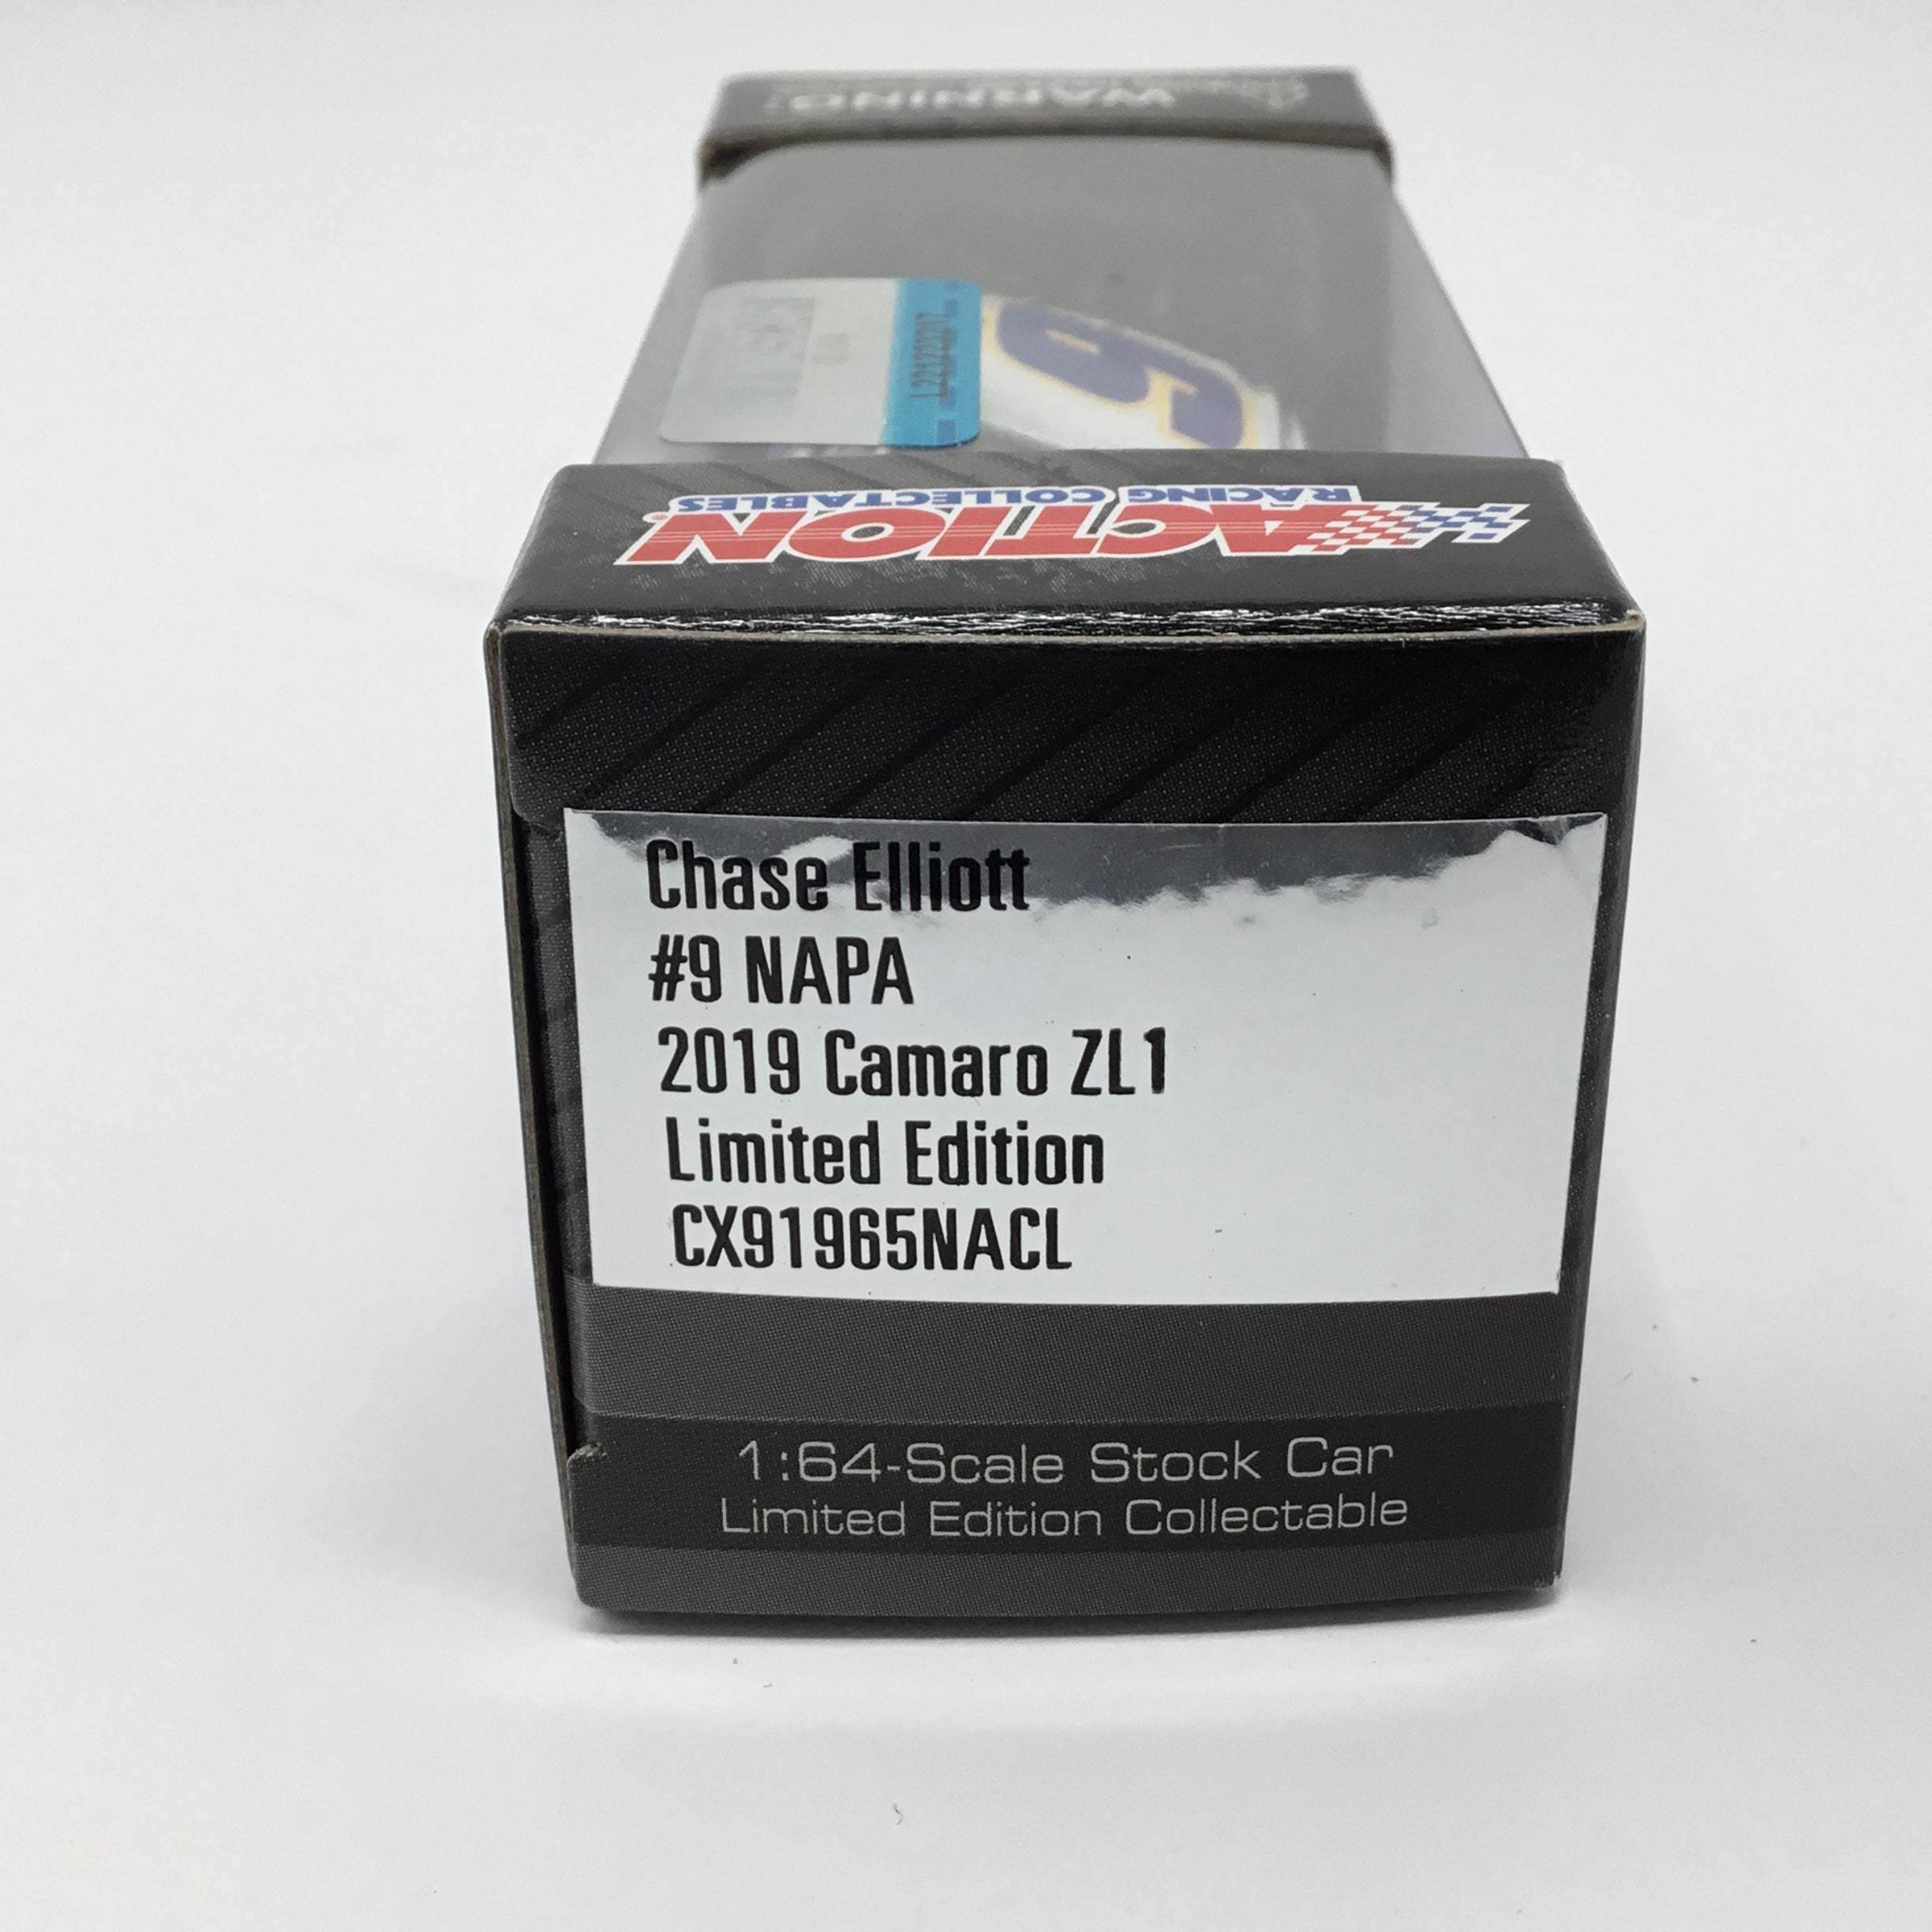 WARNING:
9
ACTION®
RACING COLLECTABLES
Chase Elliott
#9 NAPA
2019 Camaro ZL1
Limited Edition
CX91965NACL
1:64-Scale Stock Car
Limited Edition Collectable